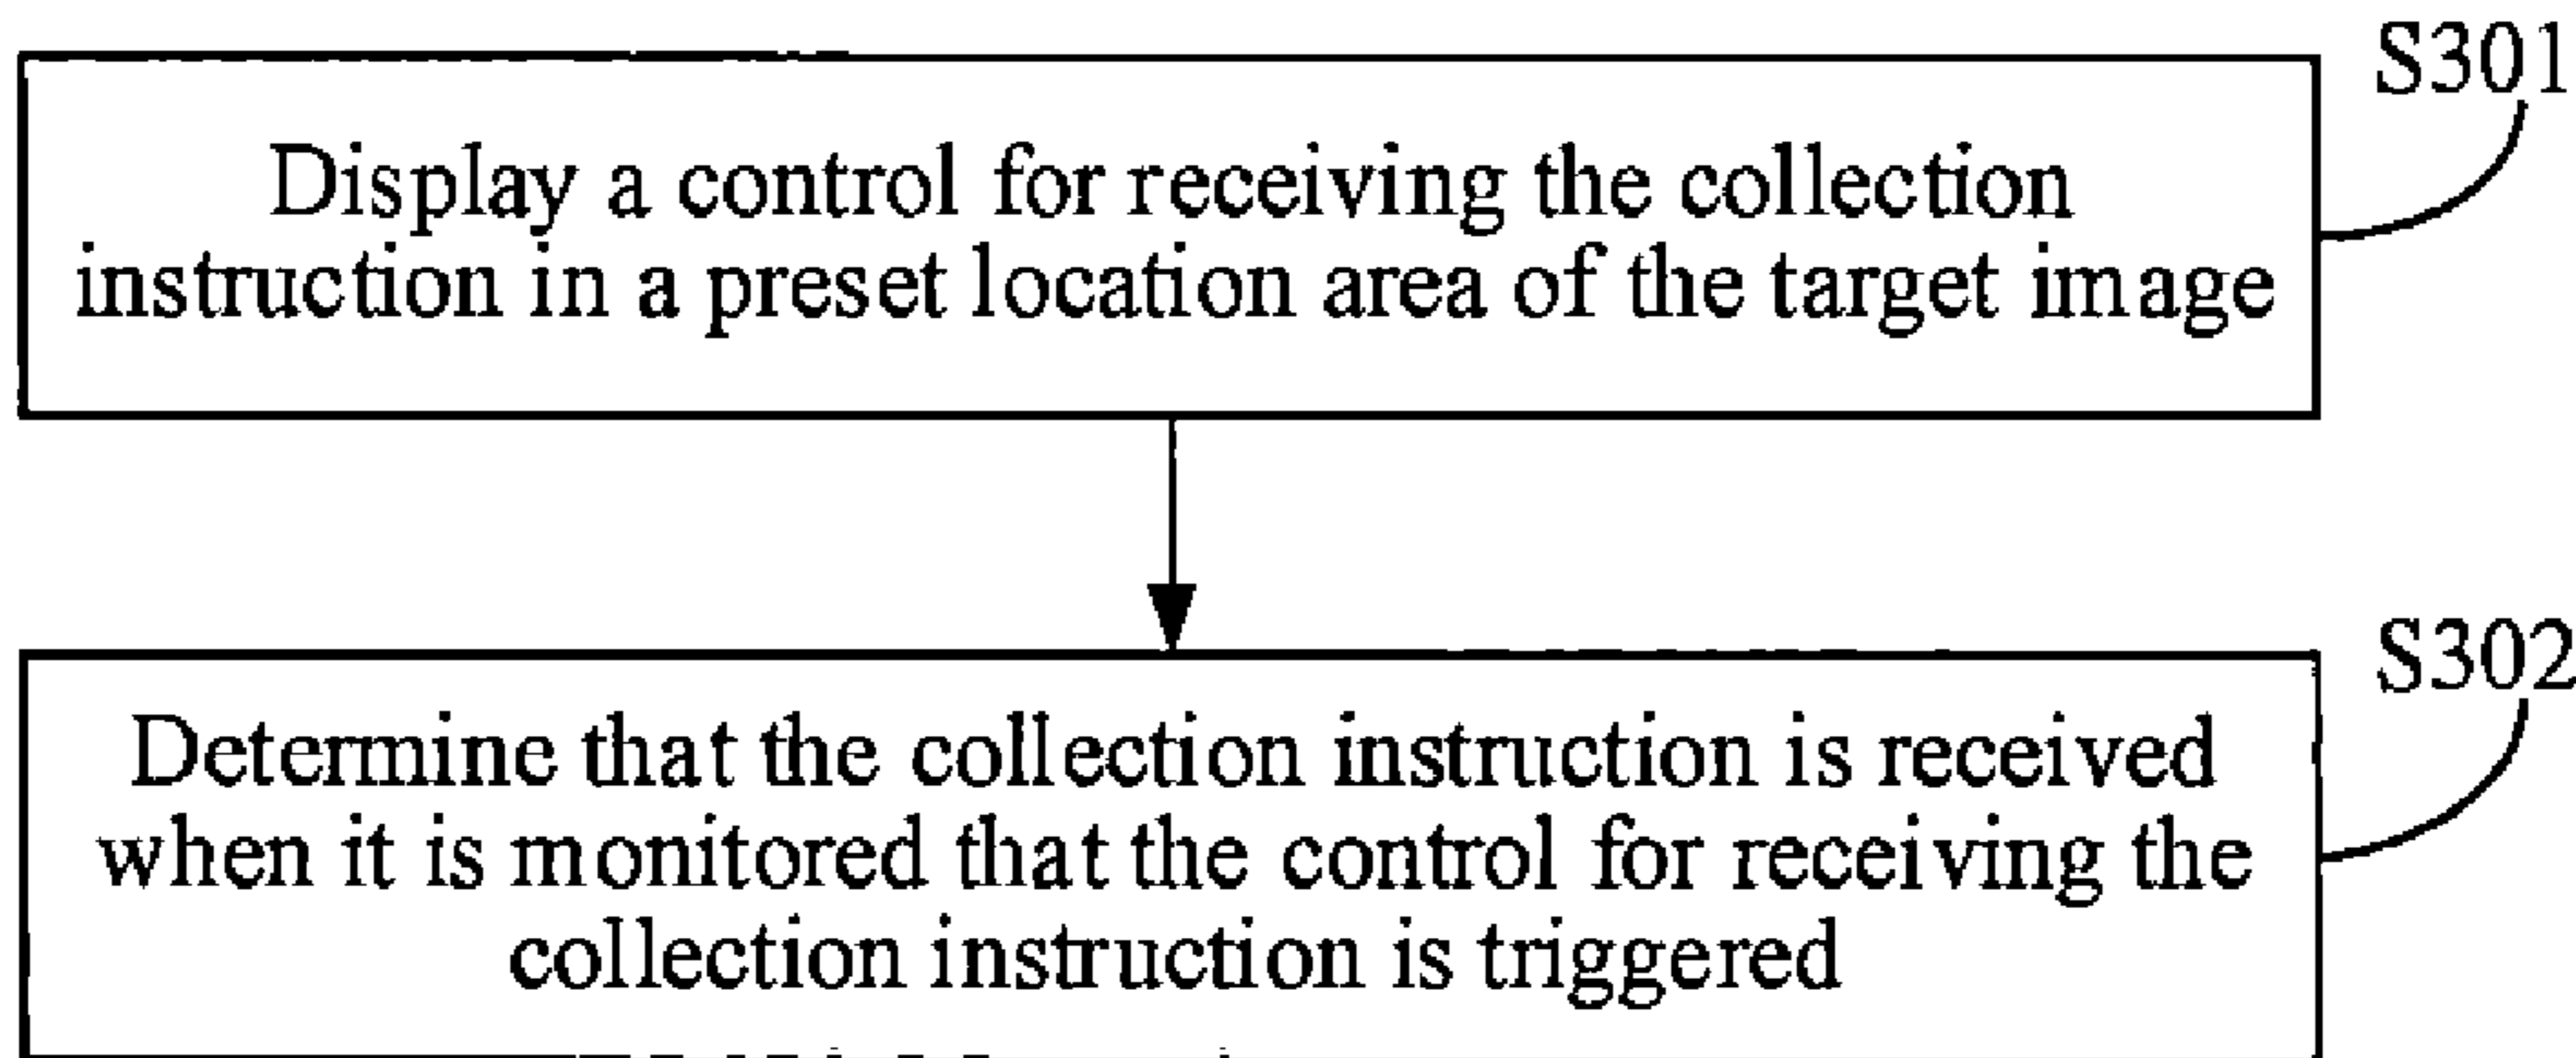 S301
Display a control for receiving the collection
instruction in a preset location area of the target image
S302
Determine that the collection instruction is received
when it is monitored that the control for receiving the
collection instruction is triggered